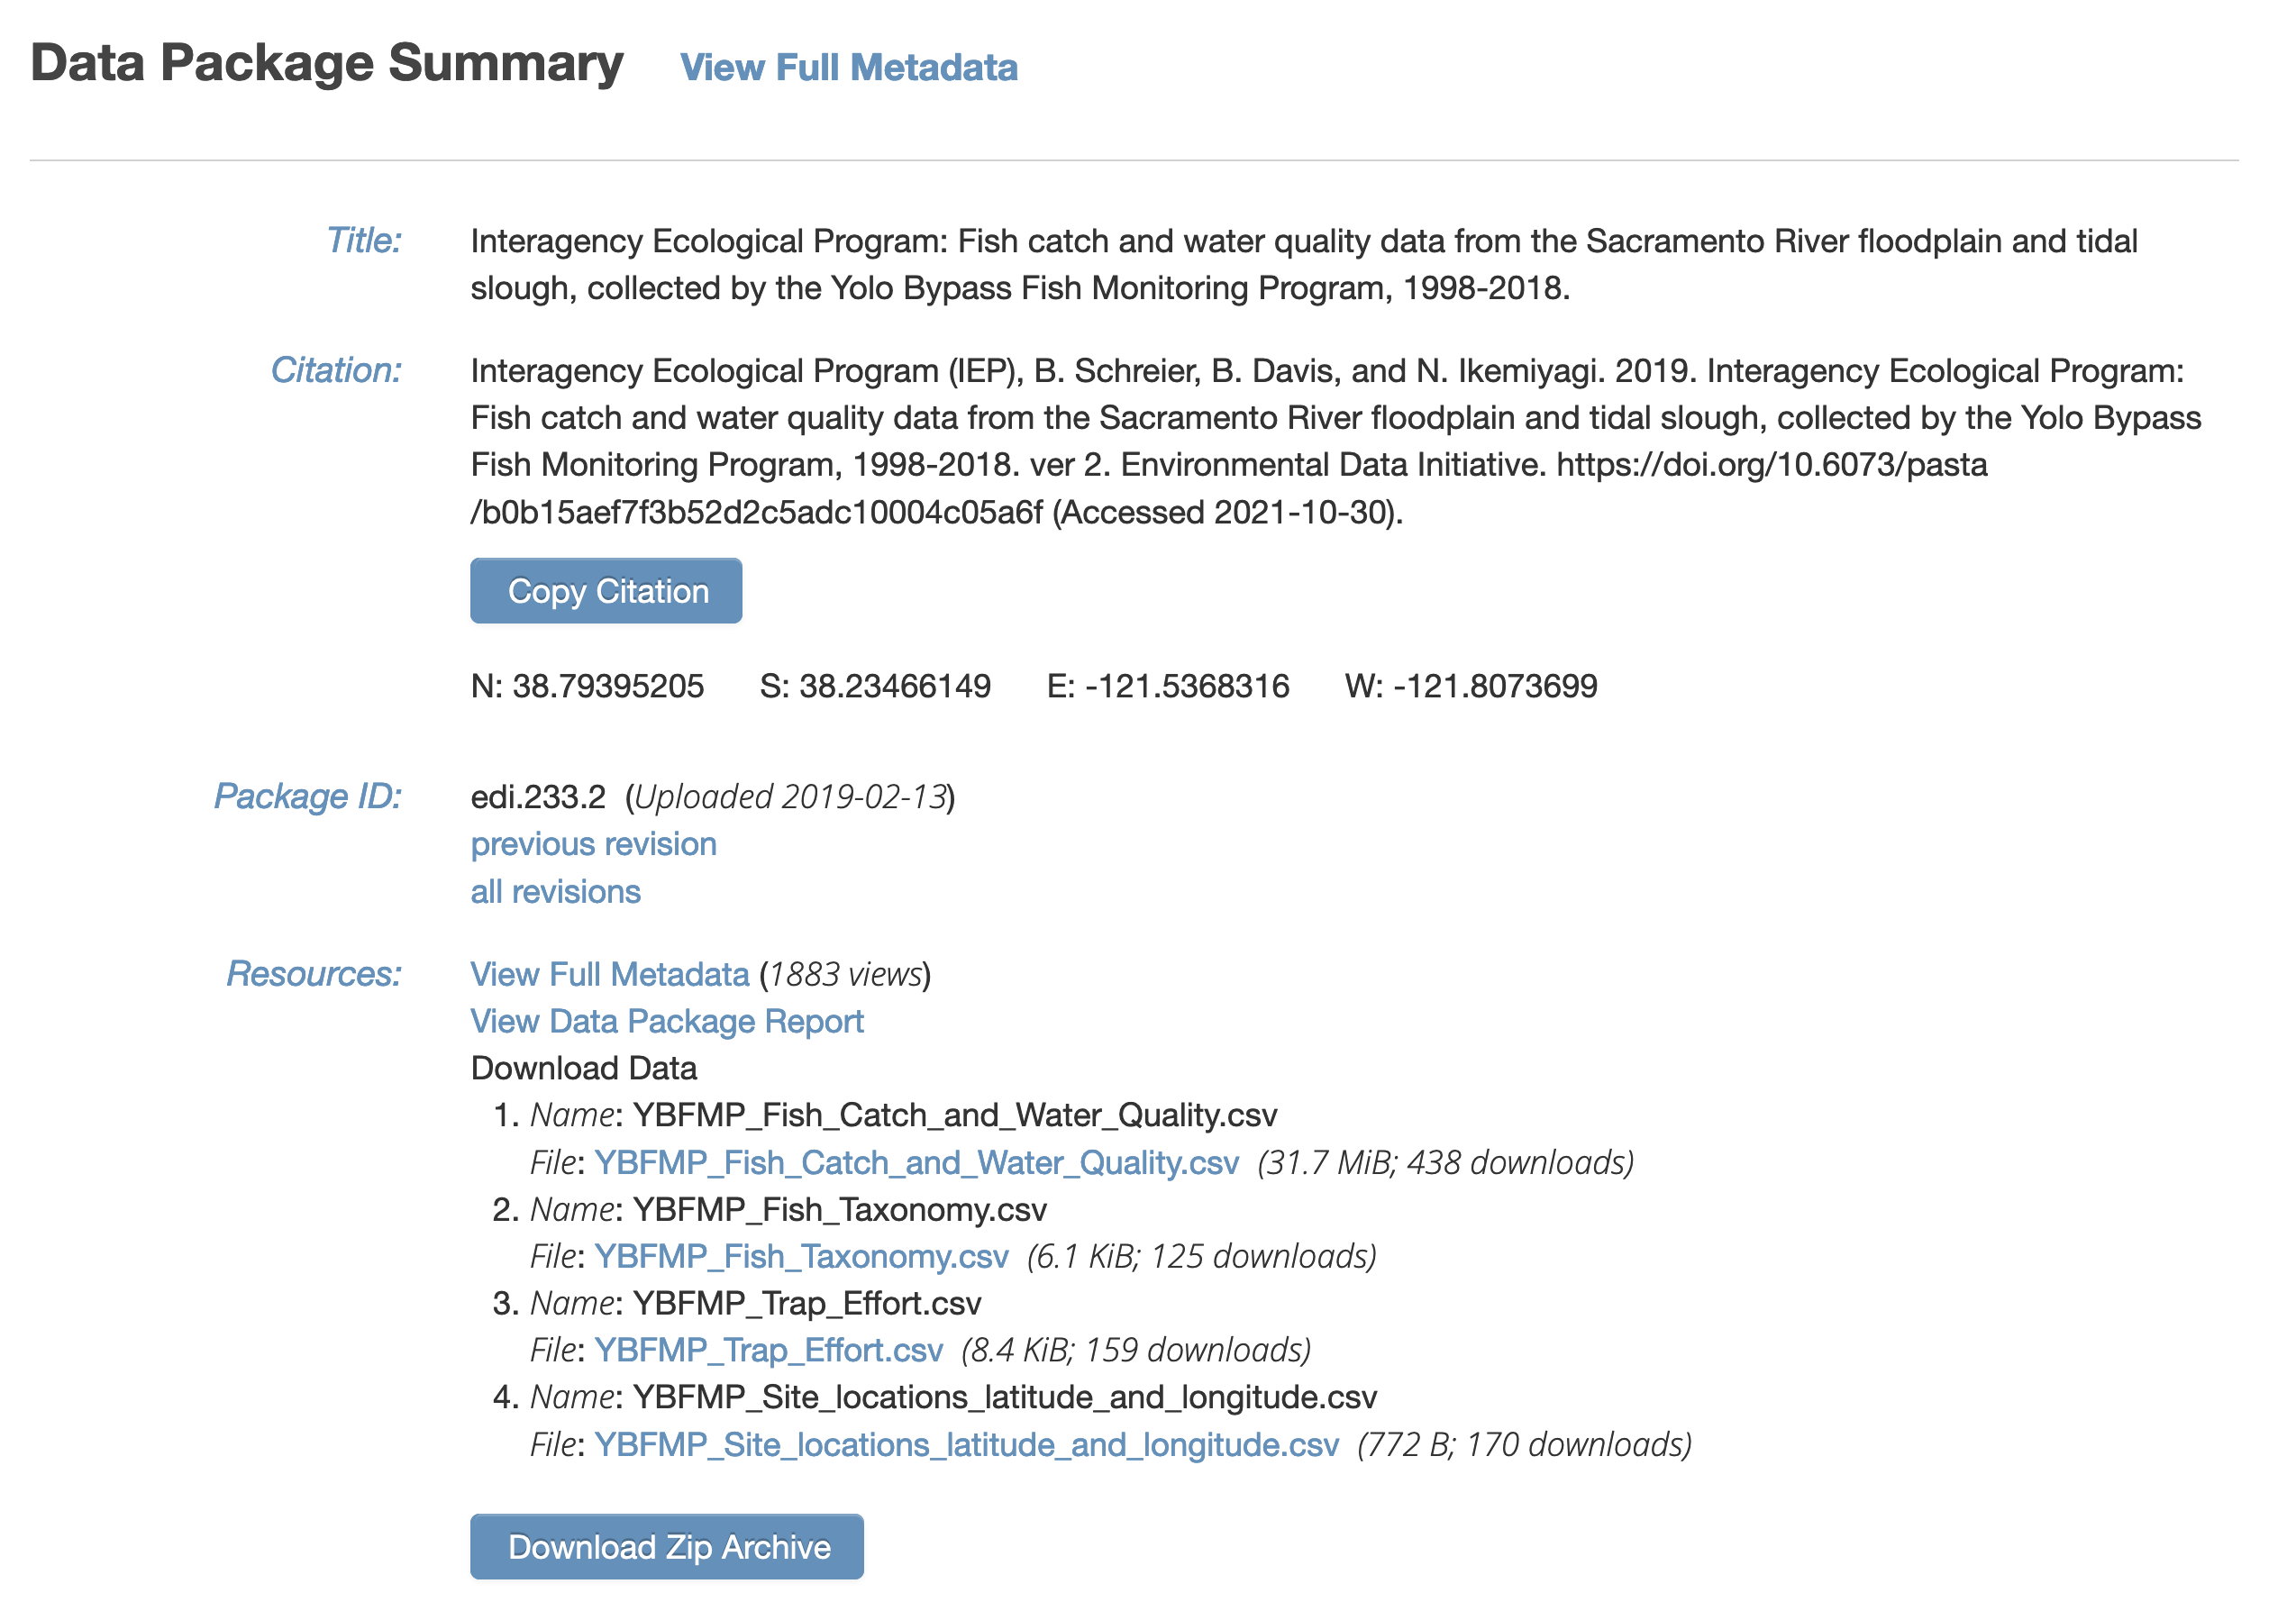 Data Package Summary View Full Metadata
Title: Interagency Ecological Program: Fish catch and water quality data from the Sacramento River floodplain and tidal
slough, collected by the Yolo Bypass Fish Monitoring Program, 1998-2018.
Citation: Interagency Ecological Program (IEP), B. Schreier, B. Davis, and N. Ikemiyagi. 2019. Interagency Ecological Program:
Fish catch and water quality data from the Sacramento River floodplain and tidal slough, collected by the Yolo Bypass
Fish Monitoring Program, 1998-2018. ver 2. Environmental Data Initiative. https://doi.org/10.6073/pasta
/b0b15aef7f3b52d2c5adc10004c05a6f (Accessed 2021-10-30).
Copy Citation
N: 38.79395205 S: 38.23466149 E: -121.5368316 W: -121.8073699
Package ID: edi.233.2 (Uploaded 2019-02-13)
previous revision
all revisions
Resources: View Full Metadata (1883 views)
View Data Package Report
Download Data
1. Name: YBFMP_Fish_Catch_and_Water_Quality.csv
File: YBFMP_Fish_Catch_and_Water_Quality.csv (31.7 MiB; 438 downloads)
2. Name: YBFMP_Fish_Taxonomy.csv
File: YBFMP_Fish_Taxonomy.csv (6.1 KiB; 125 downloads)
3. Name: YBFMP_Trap_Effort.csv
File: YBFMP_Trap_Effort.csv (8.4 KiB; 159 downloads)
4. Name: YBFMP_Site_locations_latitude_and_longitude.csv
File: YBFMP_Site_locations_latitude_and_longitude.csv (772 B; 170 downloads)
Download Zip Archive